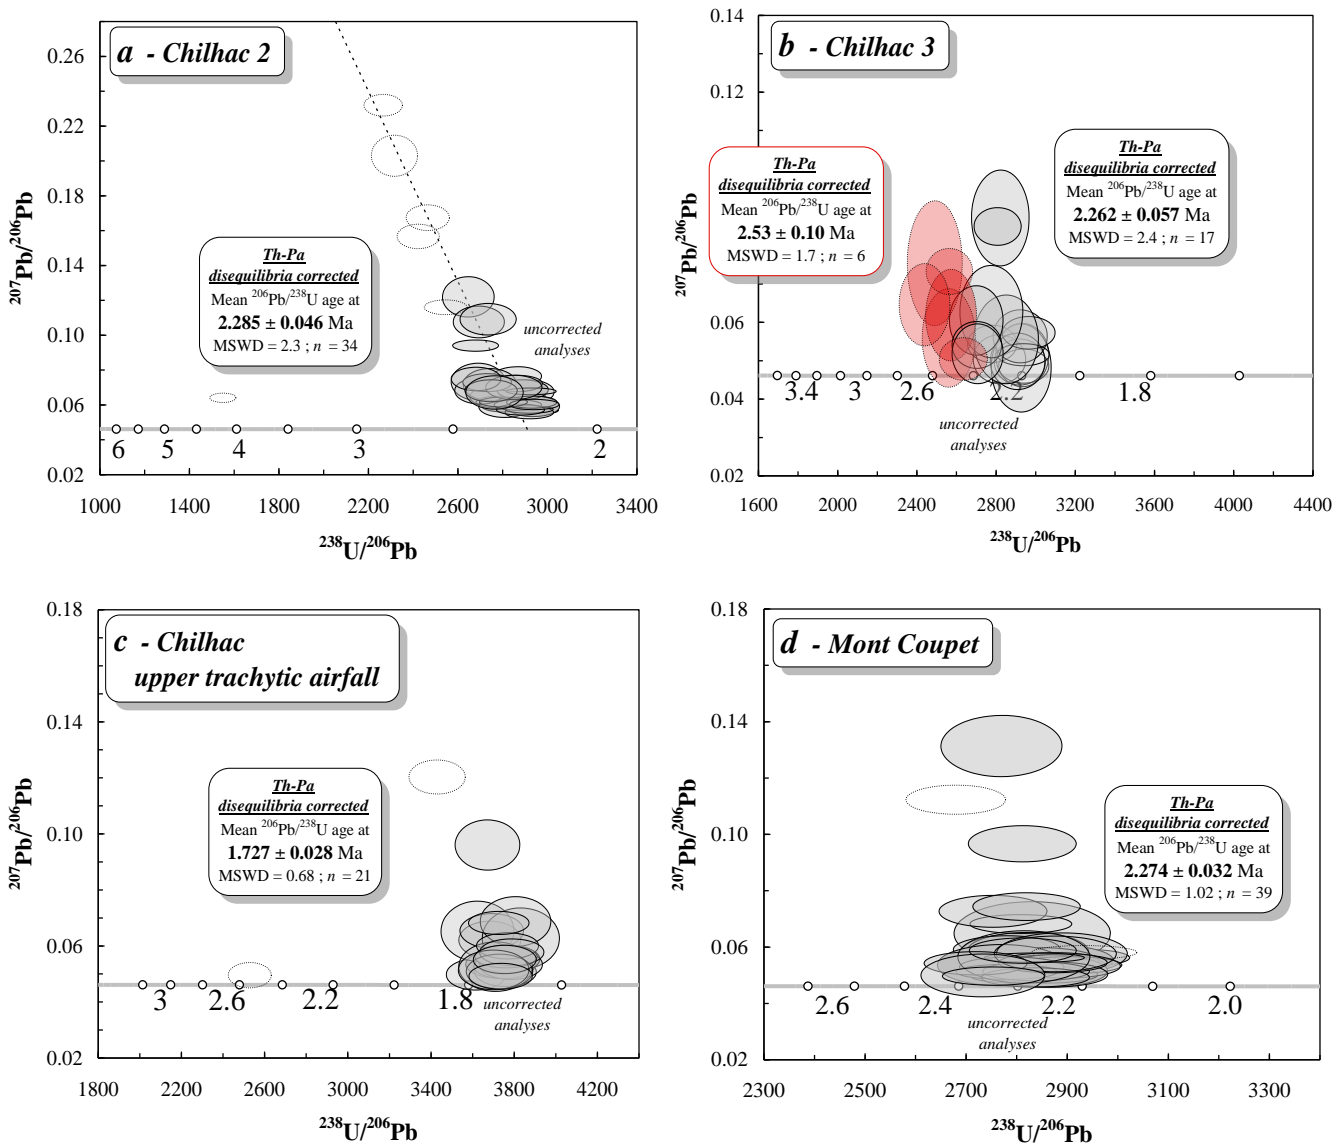 a - Chilhac 2
0.26
0.22
0.18
0.14
0.10
0.06
0.02
207Pb/206Pb
Th-Pa
disequilibria corrected
Mean 206Pb/238U age at
2.285 ± 0.046 Ma
MSWD = 2.3 ; n = 34
uncorrected
analyses
6 5 4 3 2
1000 1400 1800 2200 2600 3000 3400
238U/206Pb
b - Chilhac 3
0.14
0.10
0.06
0.02
207Pb/206Pb
Th-Pa
disequilibria corrected
Mean 206Pb/238U age at
2.53 ± 0.10 Ma
MSWD = 1.7 ; n = 6
Th-Pa
disequilibria corrected
Mean 206Pb/238U age at
2.262 ± 0.057 Ma
MSWD = 2.4 ; n = 17
3.4 3 2.6 2.2 1.8
uncorrected
analyses
1600 2000 2400 2800 3200 3600 4000 4400
238U/206Pb
c - Chilhac
upper trachytic airfall
0.18
0.14
0.10
0.06
0.02
207Pb/206Pb
Th-Pa
disequilibria corrected
Mean 206Pb/238U age at
1.727 ± 0.028 Ma
MSWD = 0.68 ; n = 21
3 2.6 2.2 1.8
uncorrected
analyses
1800 2200 2600 3000 3400 3800 4200
238U/206Pb
d - Mont Coupet
0.18
0.14
0.10
0.06
0.02
207Pb/206Pb
Th-Pa
disequilibria corrected
Mean 206Pb/238U age at
2.274 ± 0.032 Ma
MSWD = 1.02 ; n = 39
2.6 2.4 2.2 2.0
uncorrected
analyses
2300 2500 2700 2900 3100 3300
238U/206Pb